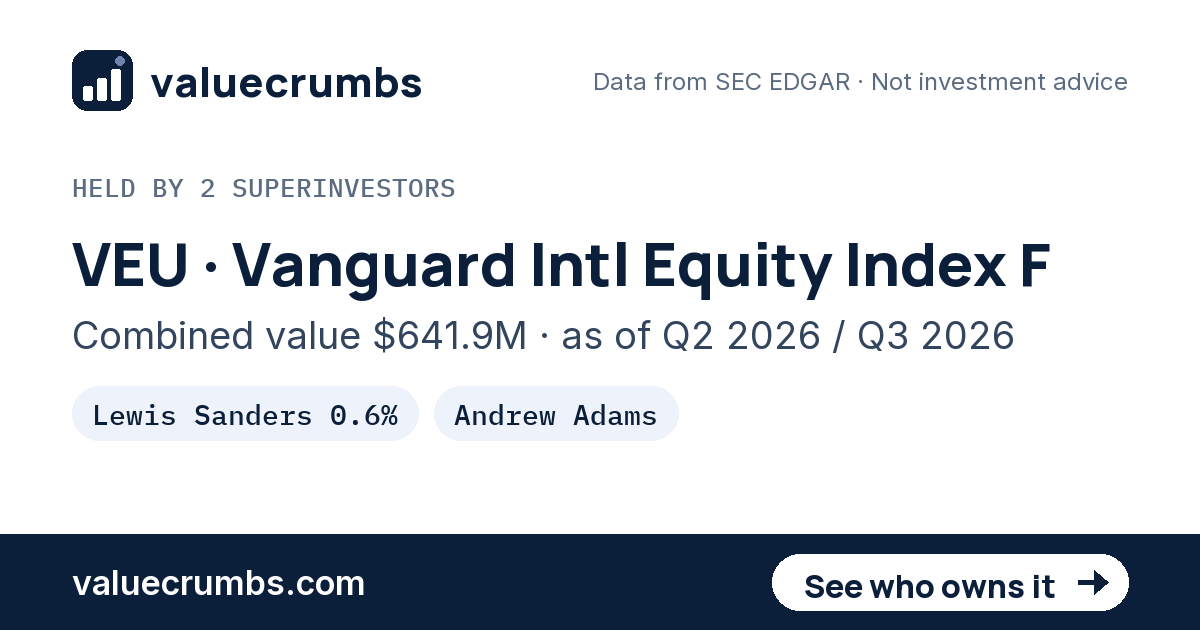 valuecrumbs
Data from SEC EDGAR · Not investment advice
HELD BY 2 SUPERINVESTORS
VEU · Vanguard Intl Equity Index F
Combined value $641.9M · as of Q2 2026 / Q3 2026
Lewis Sanders 0.6%
Andrew Adams
valuecrumbs.com
See who owns it →